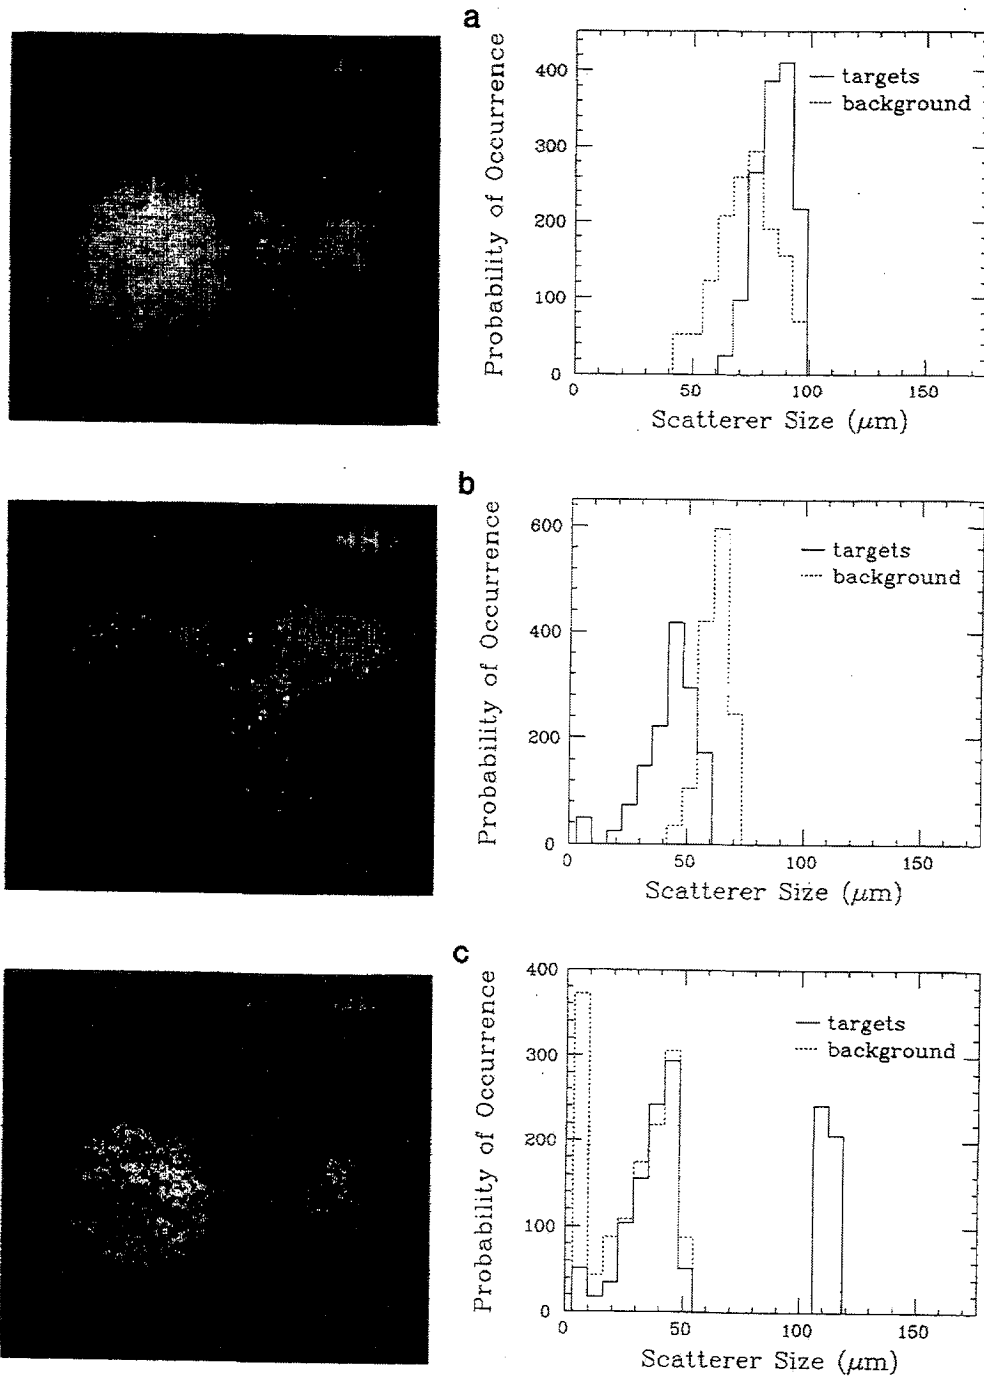 a
Probability of Occurrence
400
300
200
100
0
targets
background
0 50 100 150
Scatterer Size (μm)
b
Probability of Occurrence
600
400
200
0
targets
background
0 50 100 150
Scatterer Size (μm)
c
Probability of Occurrence
400
300
200
100
0
targets
background
0 50 100 150
Scatterer Size (μm)